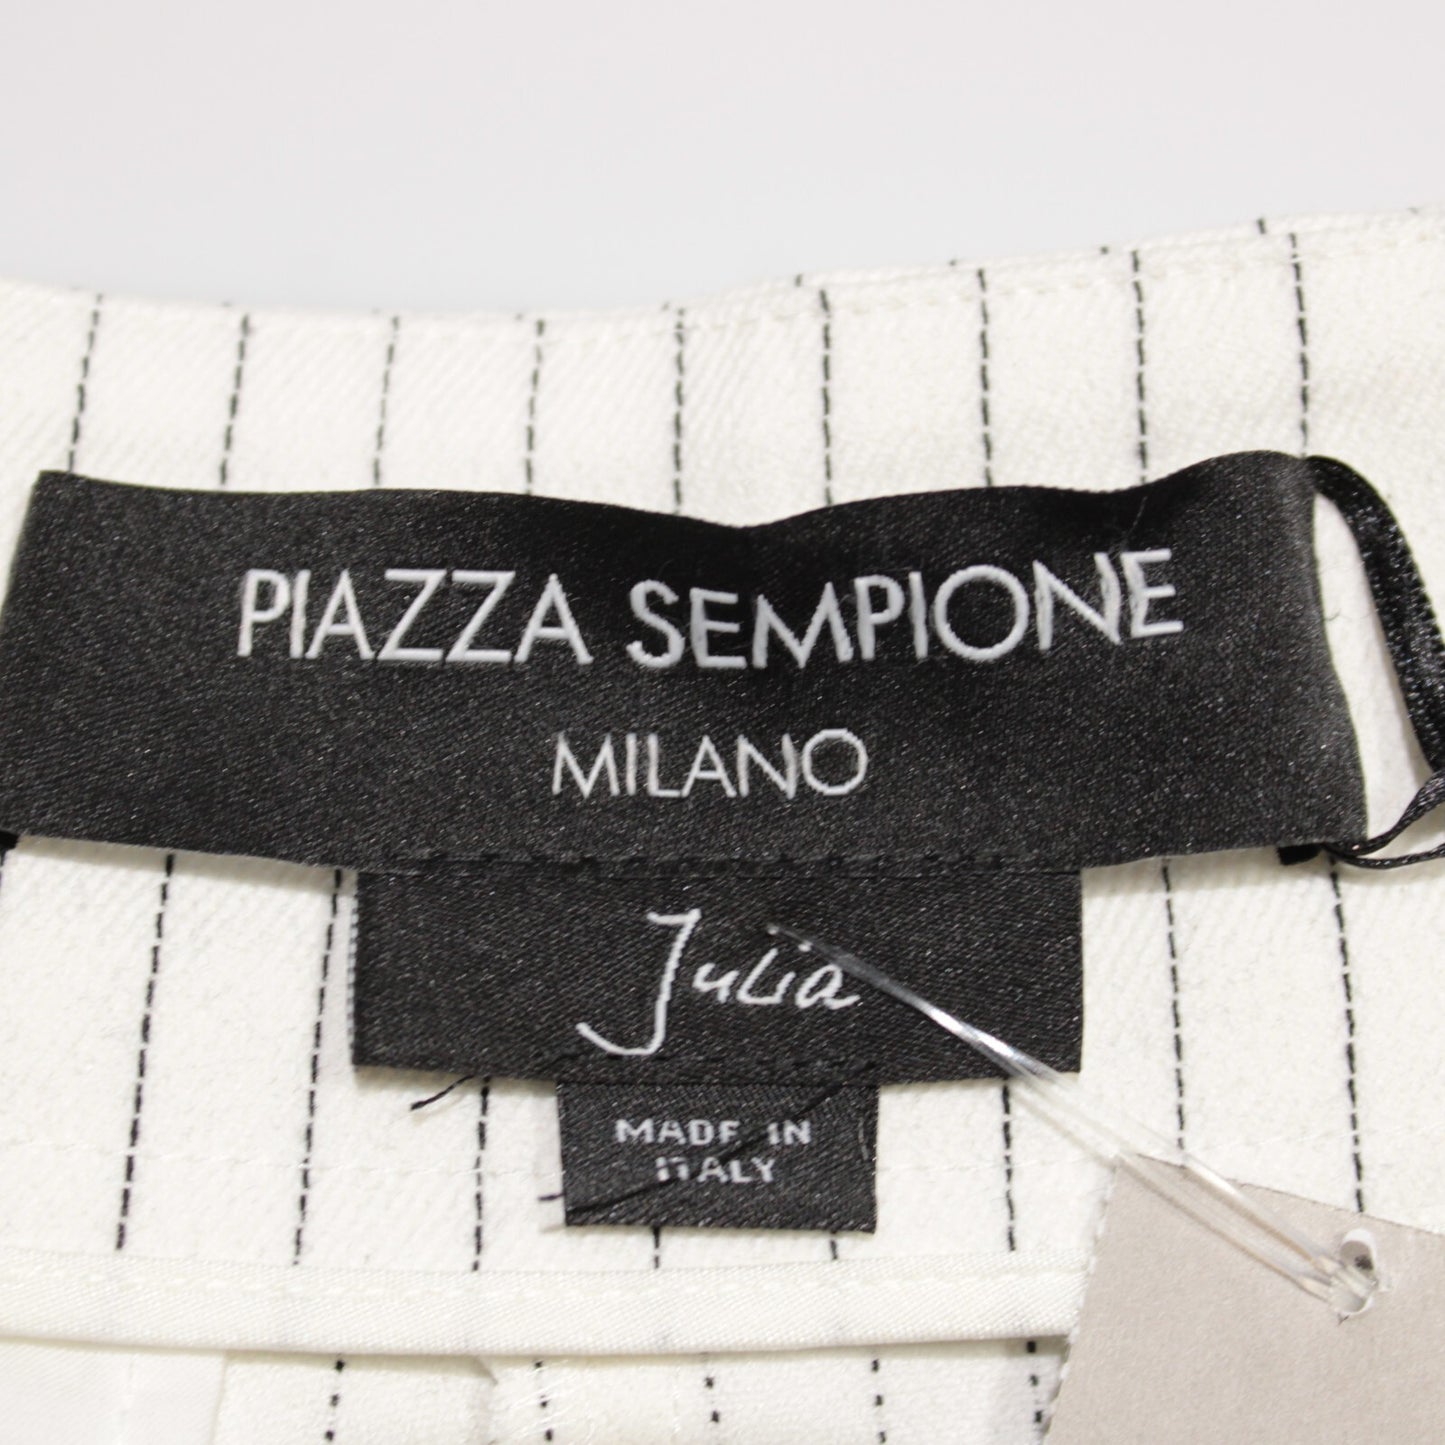 PIAZZA SEMPIONE
MILANO
Julia
MADE IN
ITALY